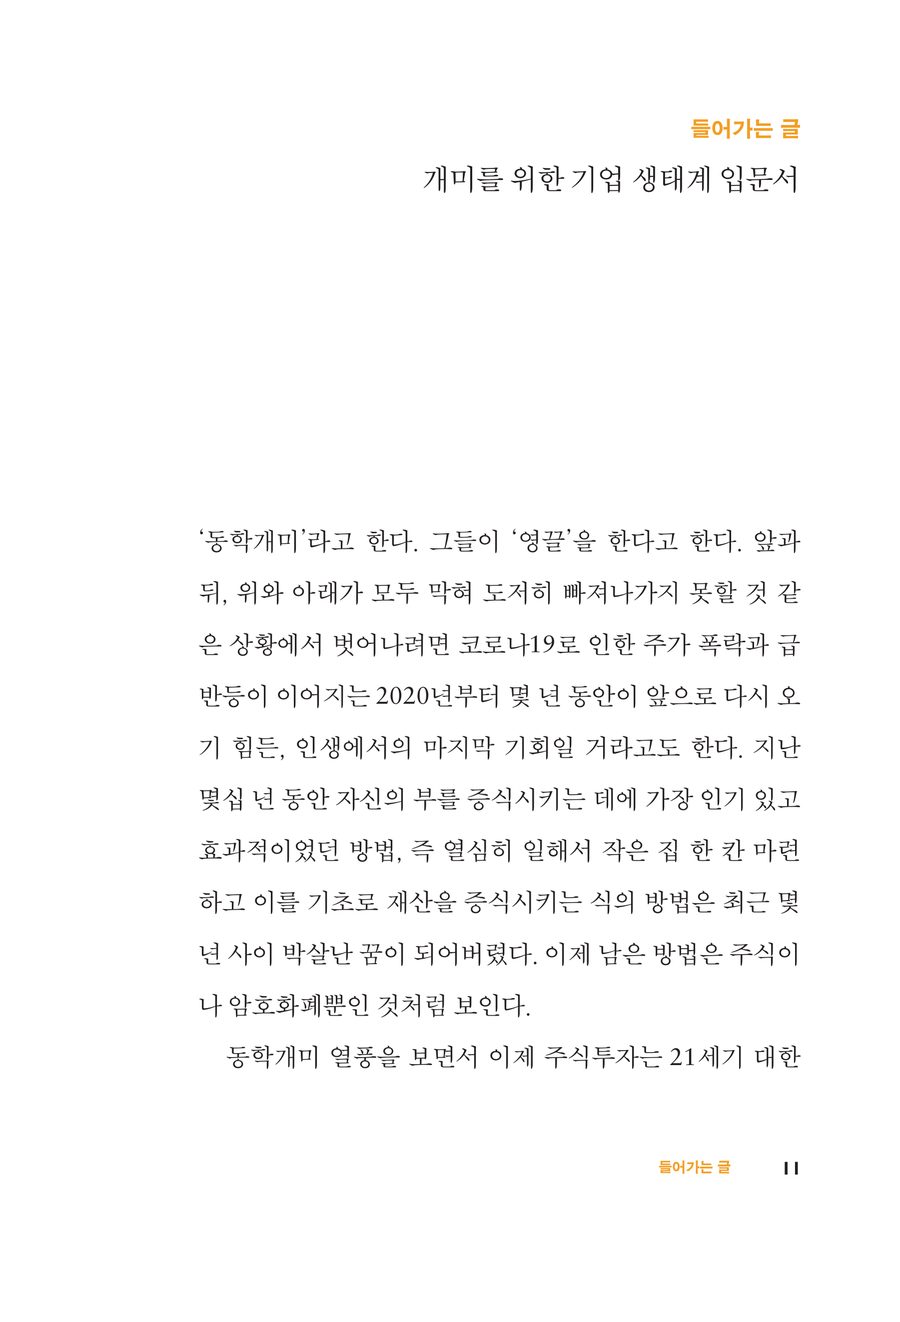 들어가는 글
개미를 위한 기업 생태계 입문서
‘동학개미’라고 한다. 그들이 ‘영끌’을 한다고 한다. 앞과
뒤, 위와 아래가 모두 막혀 도저히 빠져나가지 못할 것 같
은 상황에서 벗어나려면 코로나19로 인한 주가 폭락과 급
반등이 이어지는 2020년부터 몇 년 동안이 앞으로 다시 오
기 힘든, 인생에서의 마지막 기회일 거라고도 한다. 지난
몇십 년 동안 자신의 부를 증식시키는 데에 가장 인기 있고
효과적이었던 방법, 즉 열심히 일해서 작은 집 한 칸 마련
하고 이를 기초로 재산을 증식시키는 식의 방법은 최근 몇
년 사이 박살난 꿈이 되어버렸다. 이제 남은 방법은 주식이
나 암호화폐뿐인 것처럼 보인다.
동학개미 열풍을 보면서 이제 주식투자는 21세기 대한
들어가는 글 11